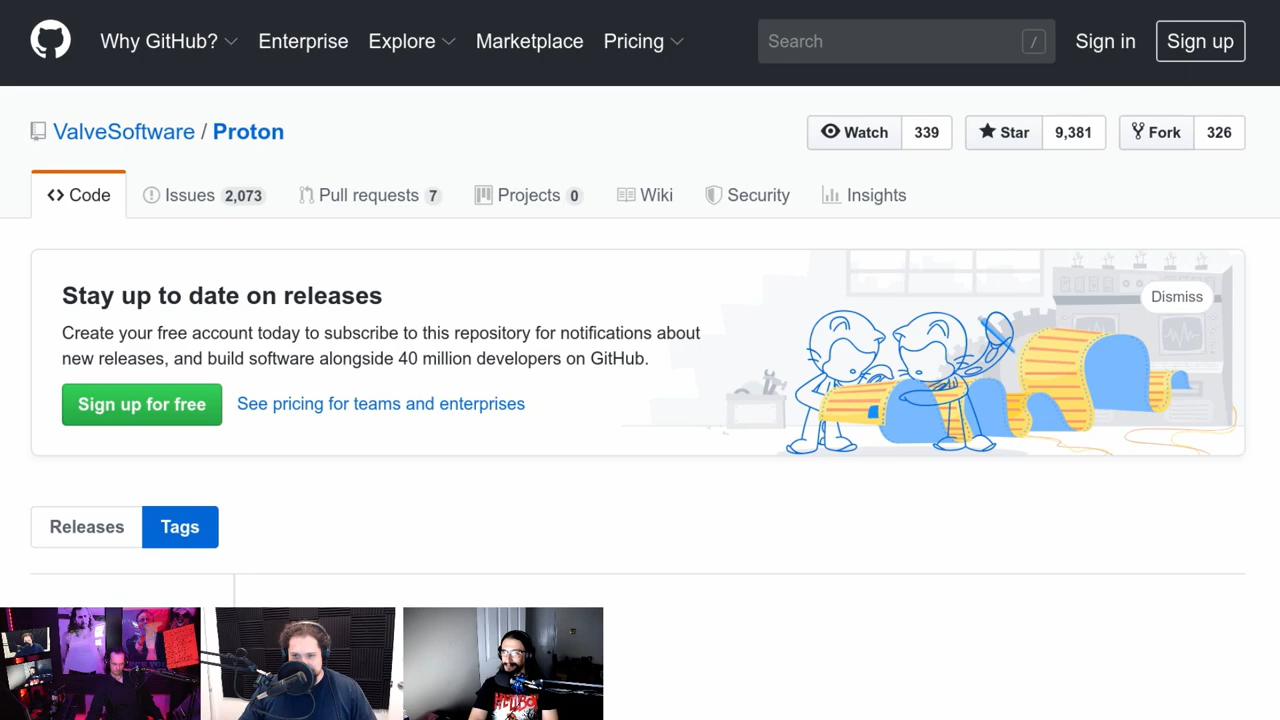 Why GitHub? Enterprise Explore Marketplace Pricing Search / Sign in Sign up
ValveSoftware / Proton Watch 339 Star 9,381 Fork 326
Code Issues 2,073 Pull requests 7 Projects 0 Wiki Security Insights
Stay up to date on releases
Dismiss
Create your free account today to subscribe to this repository for notifications about
new releases, and build software alongside 40 million developers on GitHub.
Sign up for free See pricing for teams and enterprises
Releases Tags
HELLBOY